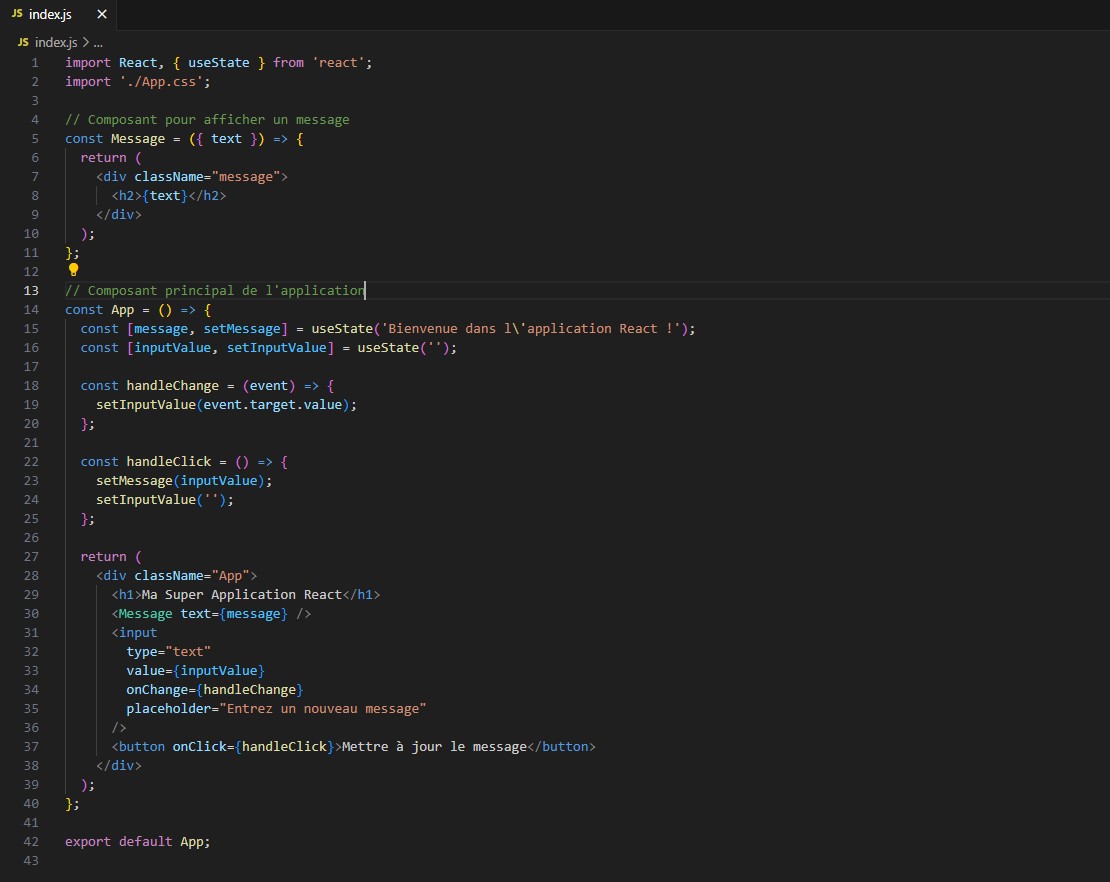 JS index.js ×
JS index.js > ...
1 import React, { useState } from 'react';
2 import './App.css';
3
4 // Composant pour afficher un message
5 const Message = ({ text }) => {
6   return (
7     <div className="message">
8       <h2>{text}</h2>
9     </div>
10   );
11 };
12
13 // Composant principal de l'application
14 const App = () => {
15   const [message, setMessage] = useState('Bienvenue dans l\'application React !');
16   const [inputValue, setInputValue] = useState('');
17
18   const handleChange = (event) => {
19     setInputValue(event.target.value);
20   };
21
22   const handleClick = () => {
23     setMessage(inputValue);
24     setInputValue('');
25   };
26
27   return (
28     <div className="App">
29       <h1>Ma Super Application React</h1>
30       <Message text={message} />
31       <input
32         type="text"
33         value={inputValue}
34         onChange={handleChange}
35         placeholder="Entrez un nouveau message"
36       />
37       <button onClick={handleClick}>Mettre à jour le message</button>
38     </div>
39   );
40 };
41
42 export default App;
43